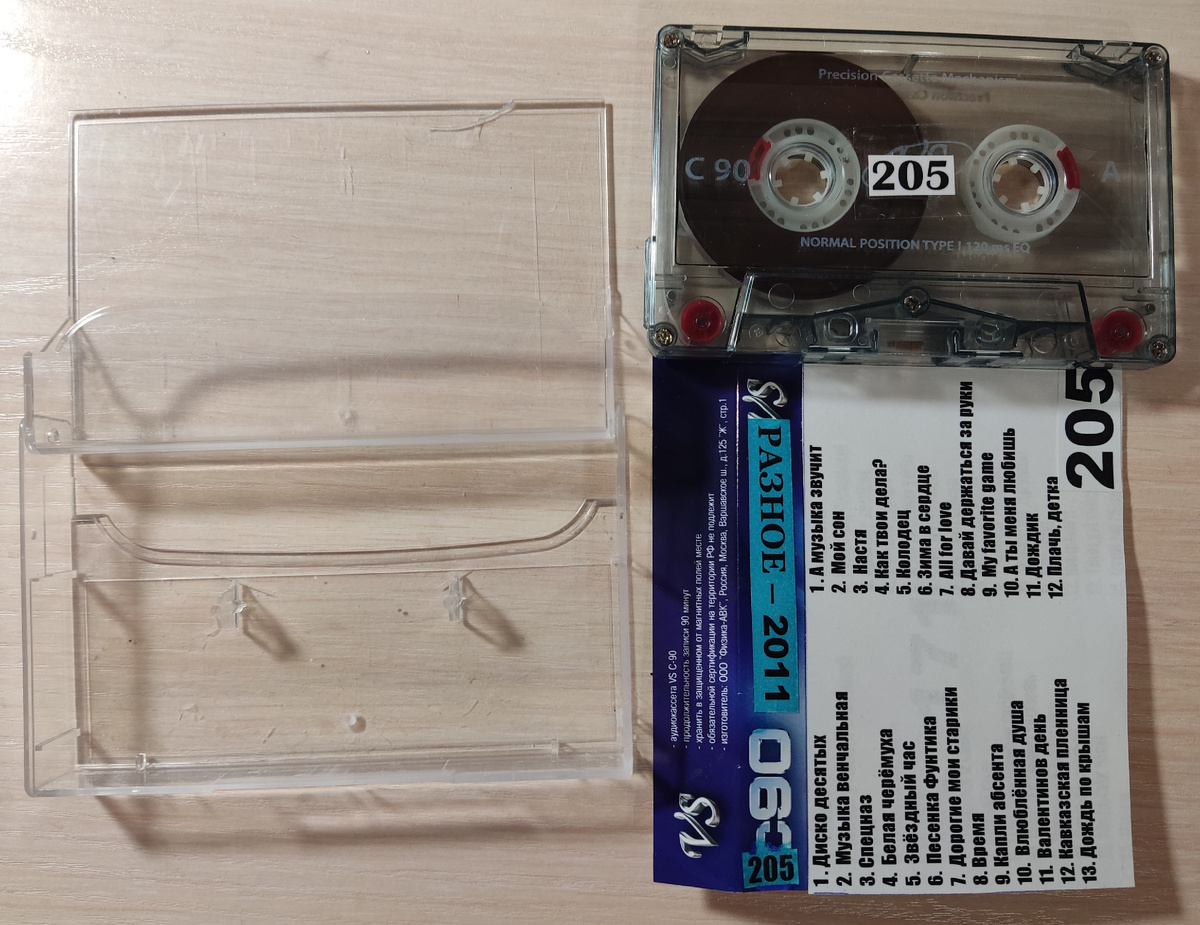 Precision Cassette Mechanism
C 90
205
A
NORMAL POSITION TYPE I 120 ms EQ
- аудиокассета VS C-90
- продолжительность записи 90 минут
- хранить в защищенном от магнитных полей месте
- обязательной сертификации на территории РФ не подлежит
- изготовитель: ООО "Физика-АВК", Россия, Москва, Варшавское ш., д.125 "Ж", стр.1
VS
VS
РАЗНОЕ – 2011
C90
205
1. Диско десятых
2. Музыка венчальная
3. Спецназ
4. Белая черёмуха
5. Звёздный час
6. Песенка Фунтика
7. Дорогие мои старики
8. Время
9. Капли абсента
10. Влюблённая душа
11. Валентинов день
12. Кавказская пленница
13. Дождь по крышам
1. А музыка звучит
2. Мой сон
3. Настя
4. Как твои дела?
5. Колодец
6. Зима в сердце
7. All for love
8. Давай держаться за руки
9. My favorite game
10. А ты меня любишь
11. Дождик
12. Плачь, детка
205